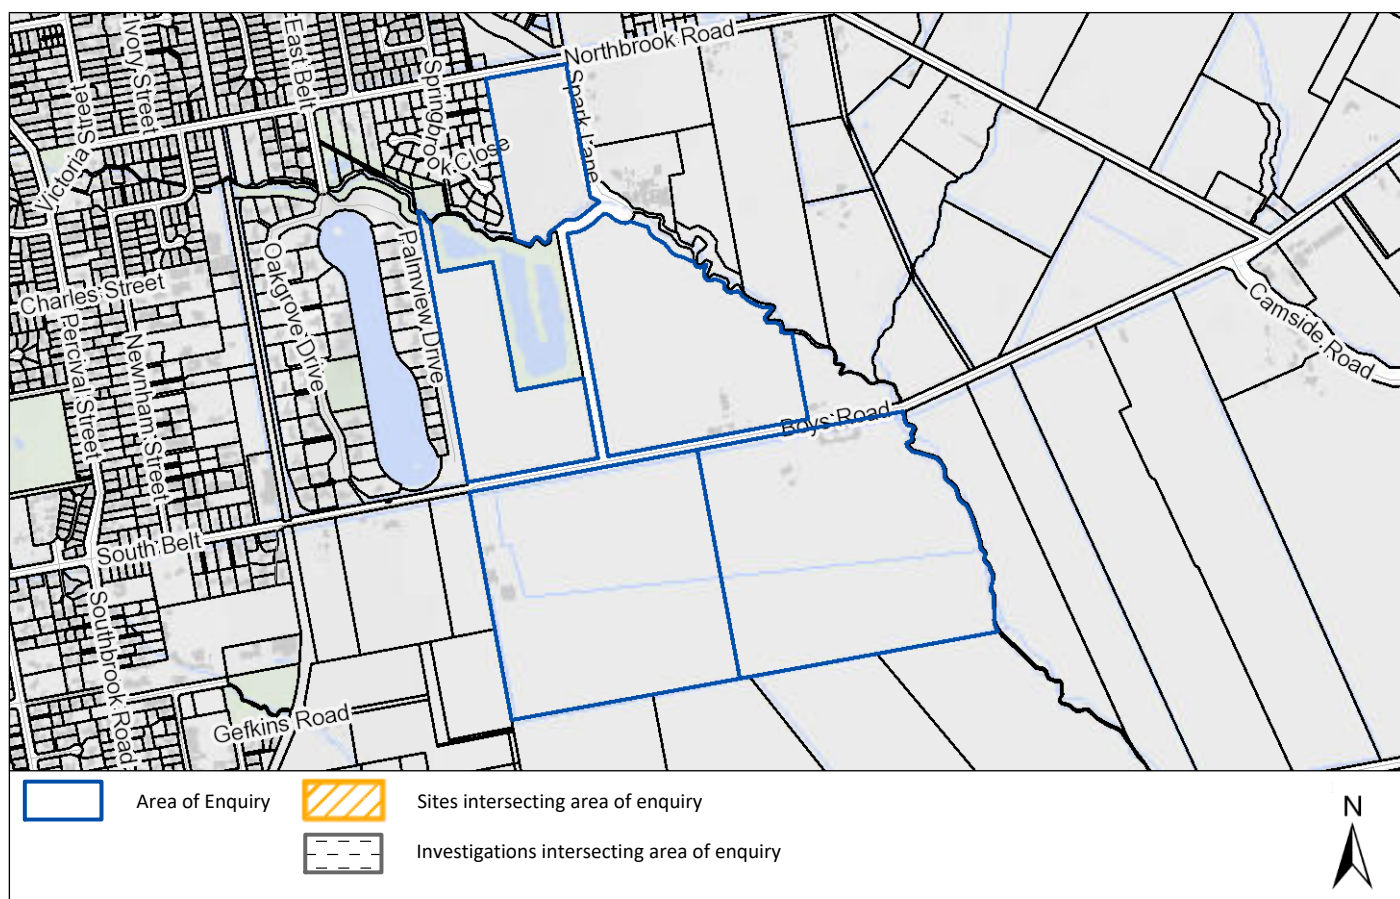 Northbrook Road
Ivory Street
East Belt
Springbrook Close
Spark Lane
Victoria S
Oakgrove Drive
Palmview Drive
Charles Street
Percival Street
Newnham Street
Camside Road
Boys Road
South Belt
Southbrook Road
Gefkins Road
Area of Enquiry
Sites intersecting area of enquiry
Investigations intersecting area of enquiry
N